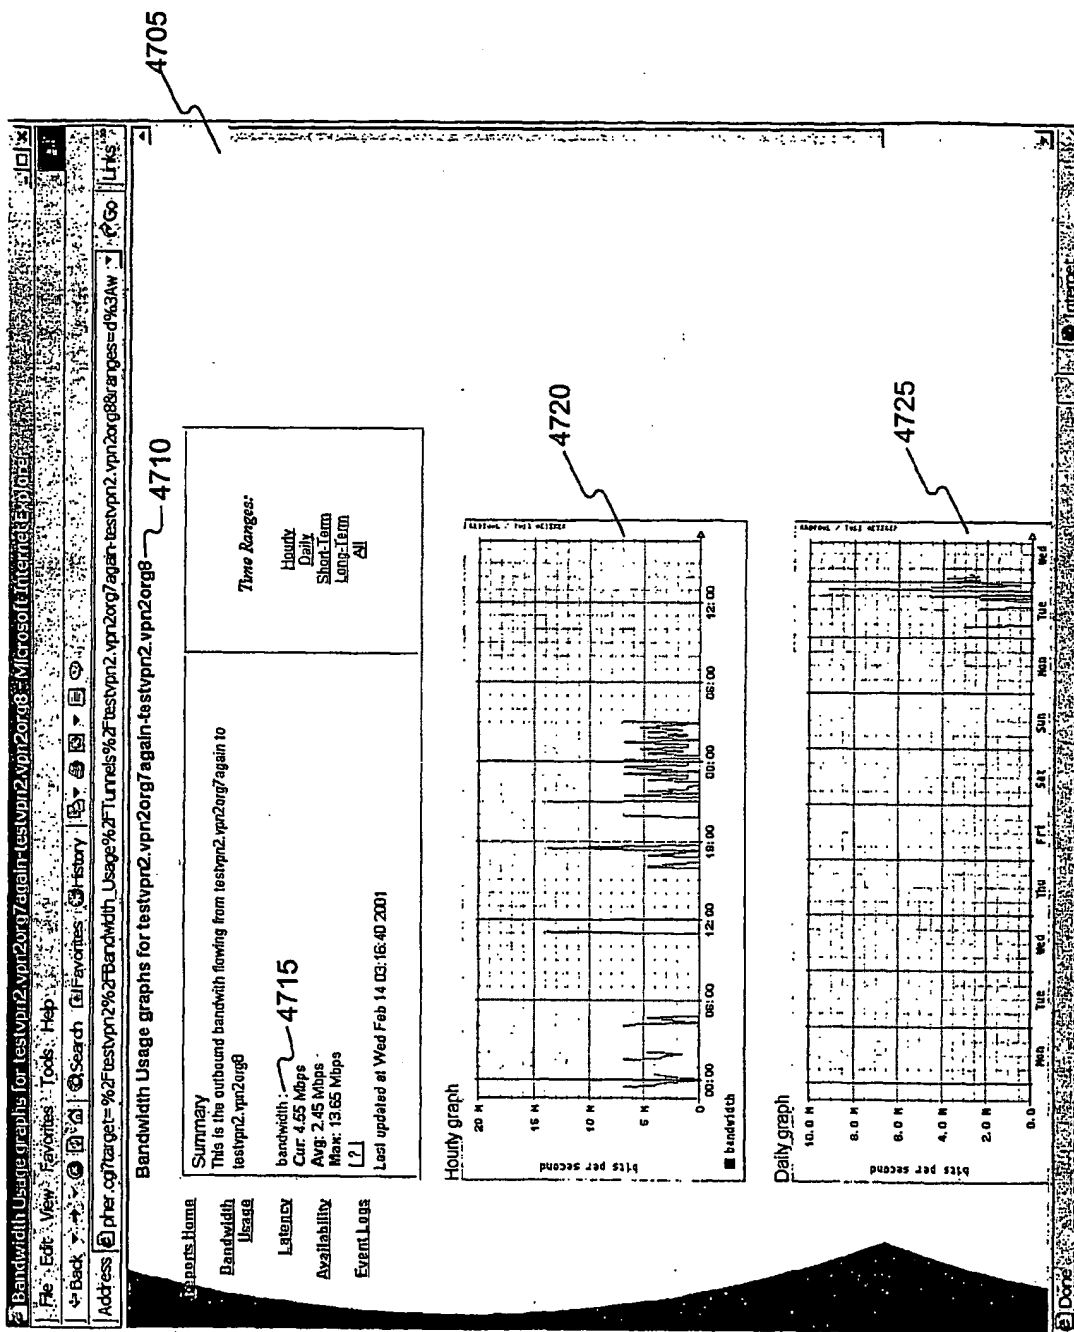 Bandwidth Usage graphs for testvpn2.vpn2org7again-testvpn2.vpn2org8 - Microsoft Internet Explorer
File Edit View Favorites Tools Help
Back Search Favorites History
Address pher.cgi?target=%2Ftestvpn2%2FBandwidth_Usage%2FTunnels%2Ftestvpn2.vpn2org7again-testvpn2.vpn2org8&ranges=d%3Aw Go Links
4705
Reports Home
Bandwidth
Usage
Latency
Availability
Event Logs
Bandwidth Usage graphs for testvpn2.vpn2org7again-testvpn2.vpn2org8
4710
Summary
This is the outbound bandwith flowing from testvpn2.vpn2org7again to
testvpn2.vpn2org8
bandwidth:
4715
Cur: 4.65 Mbps
Avg: 2.45 Mbps
Max: 13.65 Mbps
[?]
Last updated at Wed Feb 14 03:16:40 2001
Time Ranges:
Hourly
Daily
Short-Term
Long-Term
All
Hourly graph
4720
bits per second
20 M
15 M
10 M
5 M
0
00:00 06:00 12:00 18:00 00:00 06:00 12:00
bandwidth
Daily graph
4725
bits per second
10.0 M
8.0 M
6.0 M
4.0 M
2.0 M
0.0
Mon Tue Wed Thu Fri Sat Sun Mon Tue Wed
Done Internet